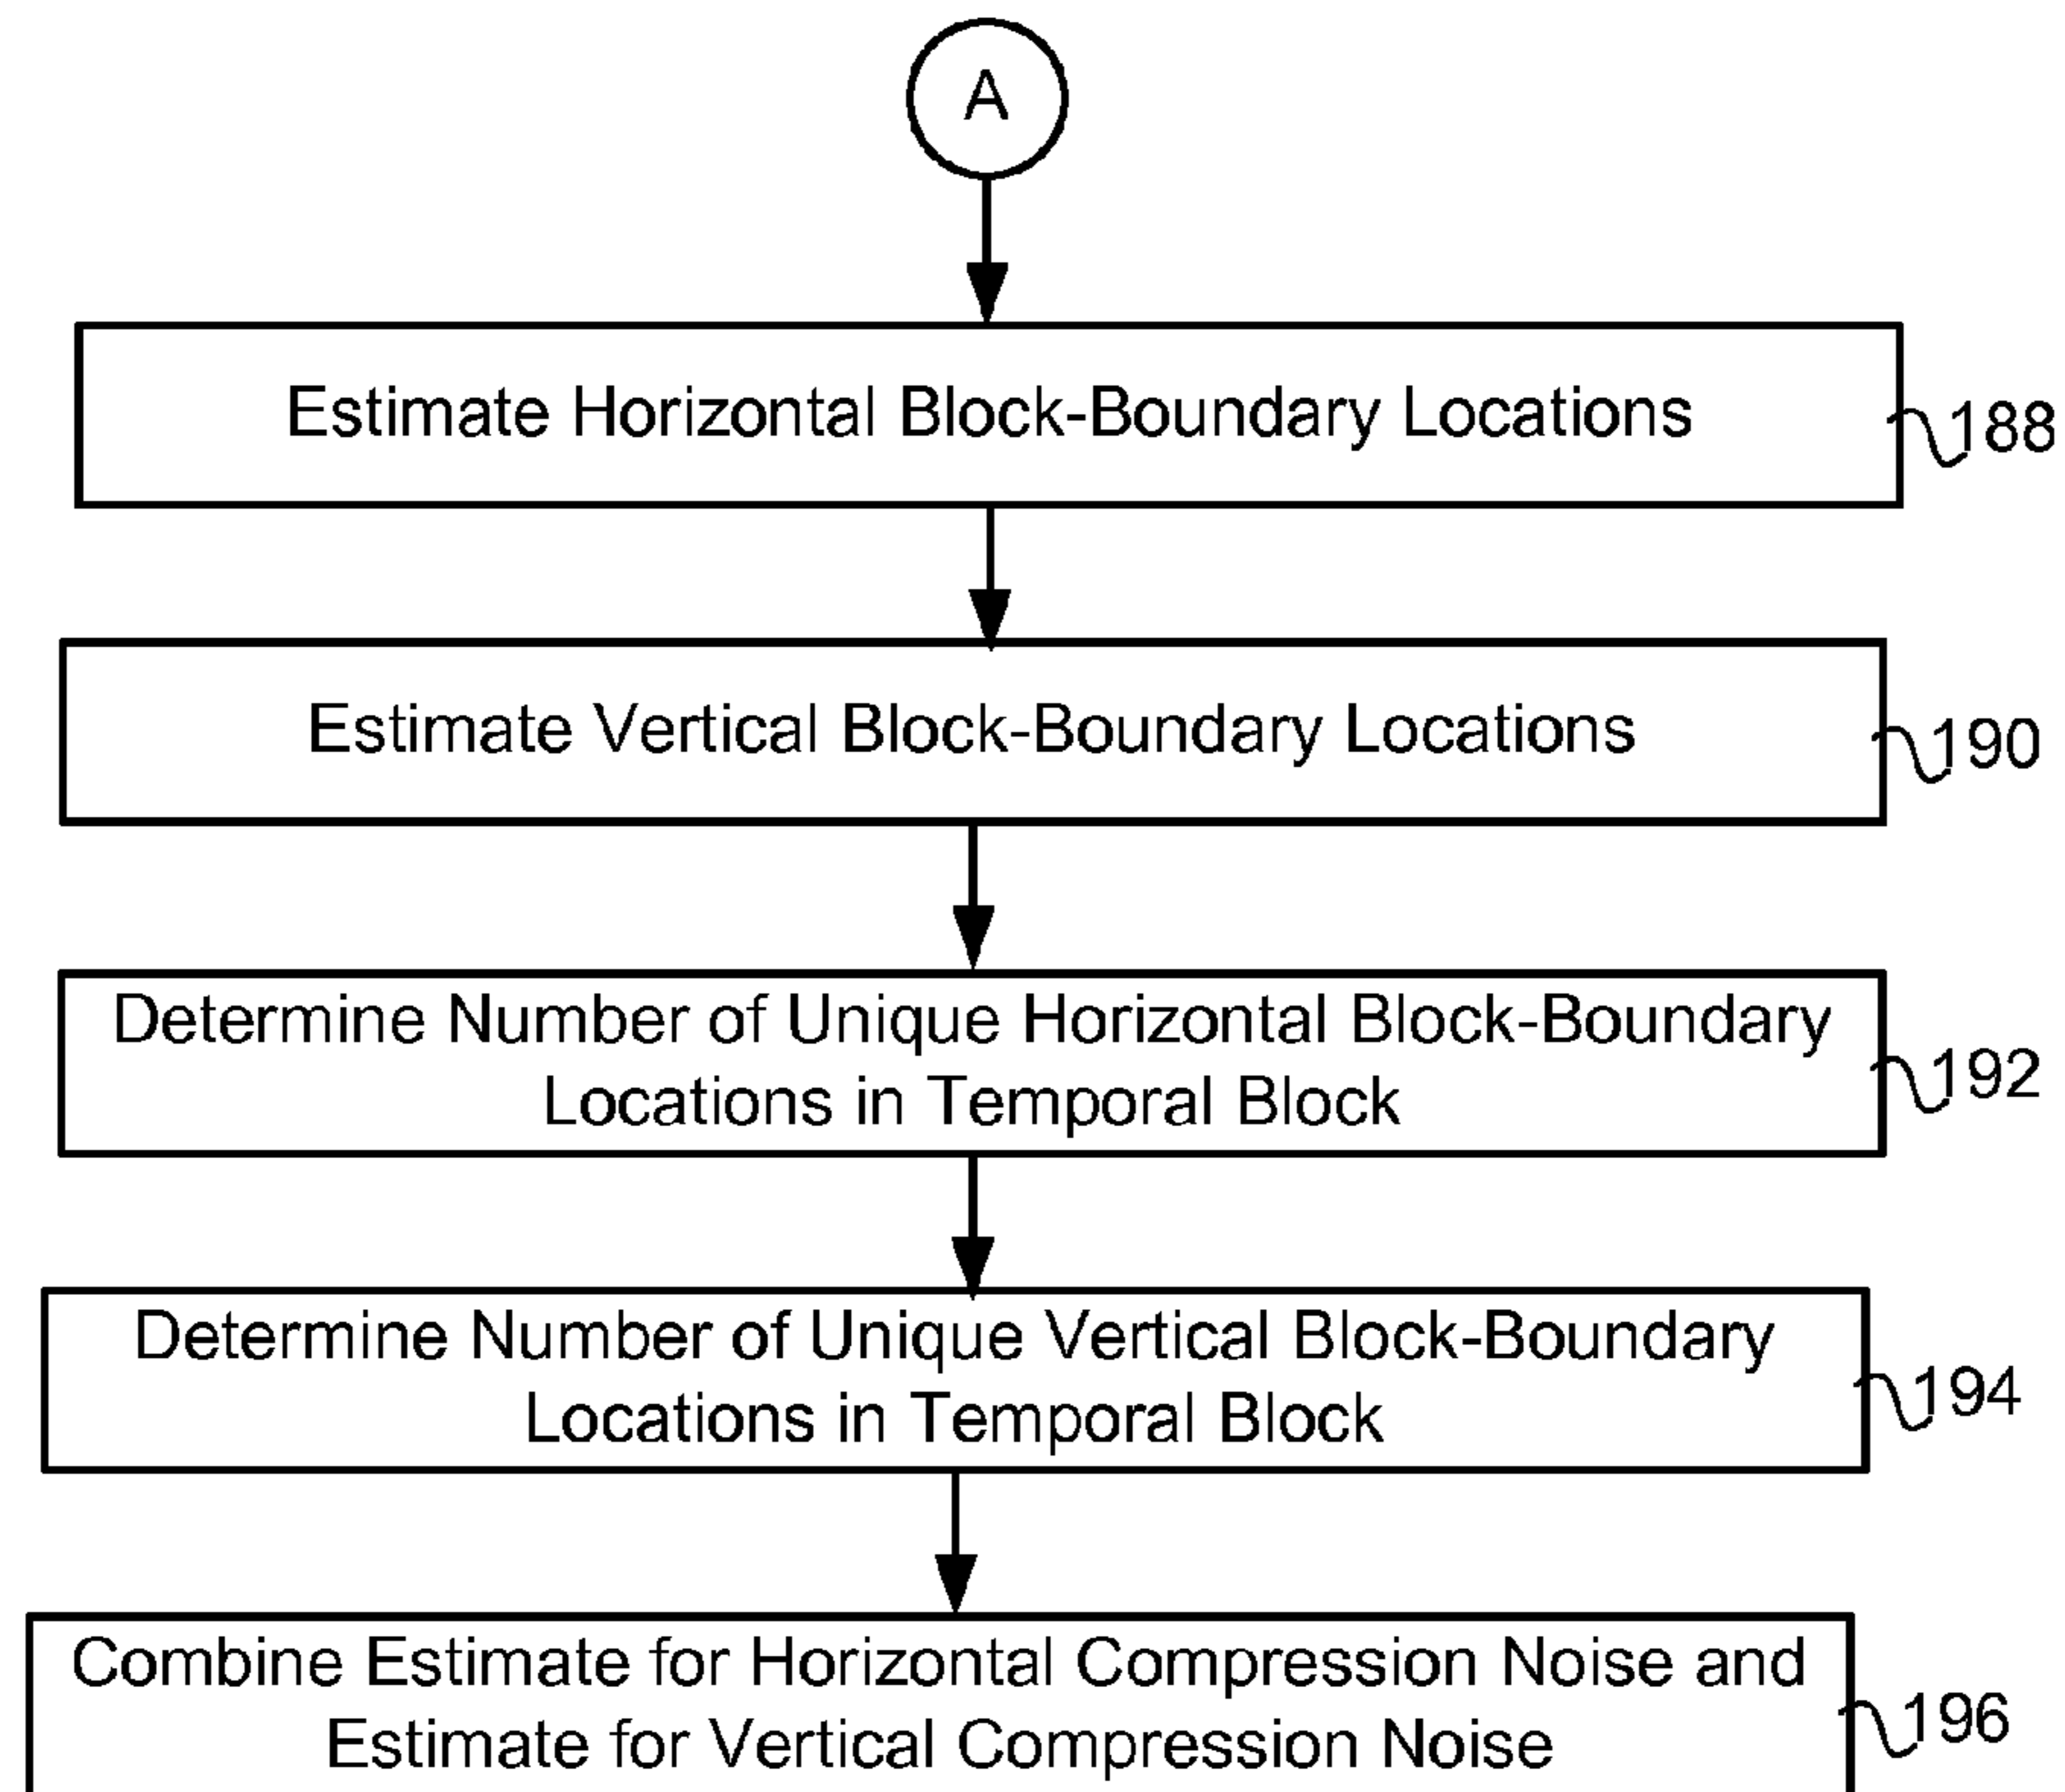 A
Estimate Horizontal Block-Boundary Locations
188
Estimate Vertical Block-Boundary Locations
190
Determine Number of Unique Horizontal Block-Boundary
Locations in Temporal Block
192
Determine Number of Unique Vertical Block-Boundary
Locations in Temporal Block
194
Combine Estimate for Horizontal Compression Noise and
Estimate for Vertical Compression Noise
196